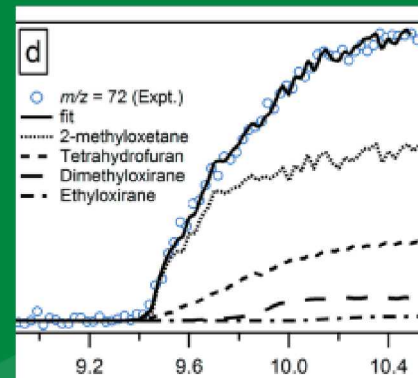 d
m/z = 72 (Expt.)
fit
2-methyloxetane
Tetrahydrofuran
Dimethyloxirane
Ethyloxirane
9.2 9.6 10.0 10.4